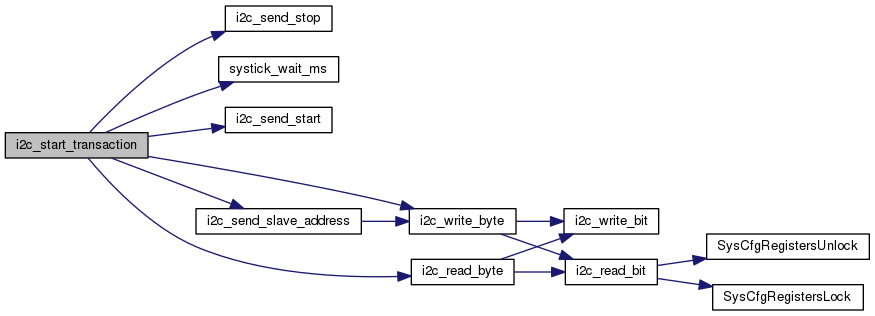 i2c_send_stop
systick_wait_ms
i2c_send_start
i2c_start_transaction
i2c_send_slave_address
i2c_write_byte
i2c_write_bit
i2c_read_byte
i2c_read_bit
SysCfgRegistersUnlock
SysCfgRegistersLock